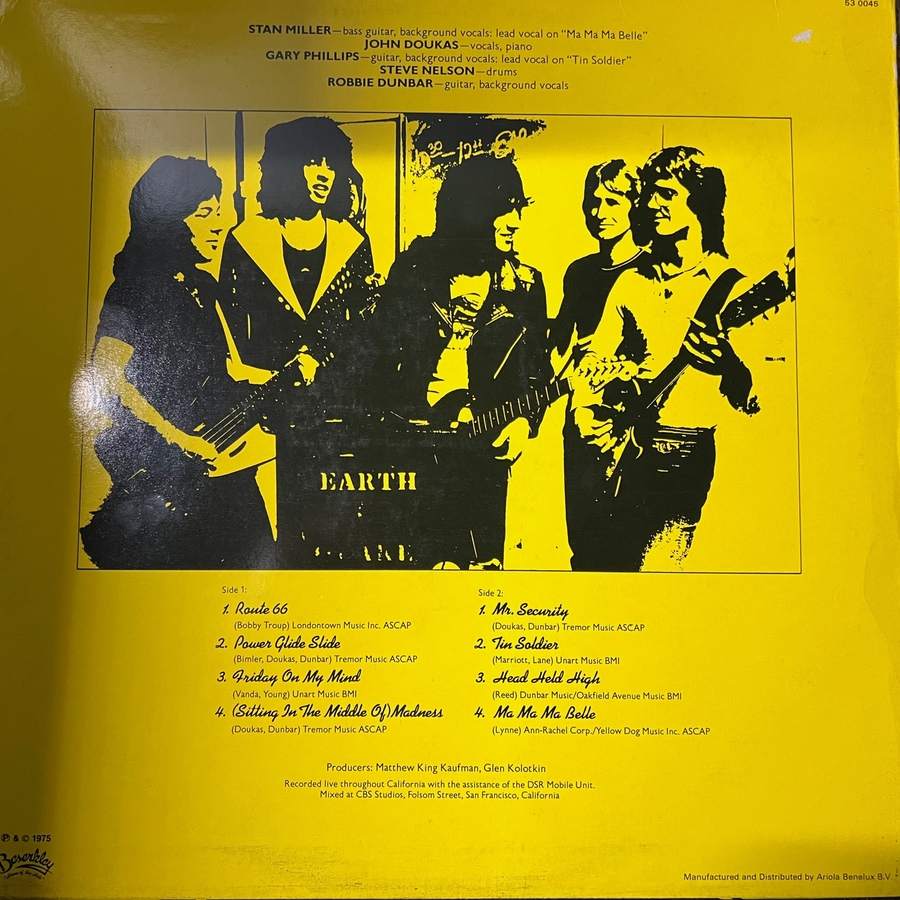 53 0045
STAN MILLER—bass guitar, background vocals: lead vocal on "Ma Ma Ma Belle"
JOHN DOUKAS—vocals, piano
GARY PHILLIPS—guitar, background vocals: lead vocal on "Tin Soldier"
STEVE NELSON—drums
ROBBIE DUNBAR—guitar, background vocals
EARTH
Side 1:
1. Route 66
(Bobby Troup) Londontown Music Inc. ASCAP
2. Power Glide Slide
(Bimler, Doukas, Dunbar) Tremor Music ASCAP
3. Friday On My Mind
(Vanda, Young) Unart Music BMI
4. (Sitting In The Middle Of) Madness
(Doukas, Dunbar) Tremor Music ASCAP
Side 2:
1. Mr. Security
(Doukas, Dunbar) Tremor Music ASCAP
2. Tin Soldier
(Marriott, Lane) Unart Music BMI
3. Head Held High
(Reed) Dunbar Music/Oakfield Avenue Music BMI
4. Ma Ma Ma Belle
(Lynne) Ann-Rachel Corp./Yellow Dog Music Inc. ASCAP
Producers: Matthew King Kaufman, Glen Kolotkin
Recorded live throughout California with the assistance of the DSR Mobile Unit.
Mixed at CBS Studios, Folsom Street, San Francisco, California
℗ & © 1975
Beserkley
Manufactured and Distributed by Ariola Benelux B.V.